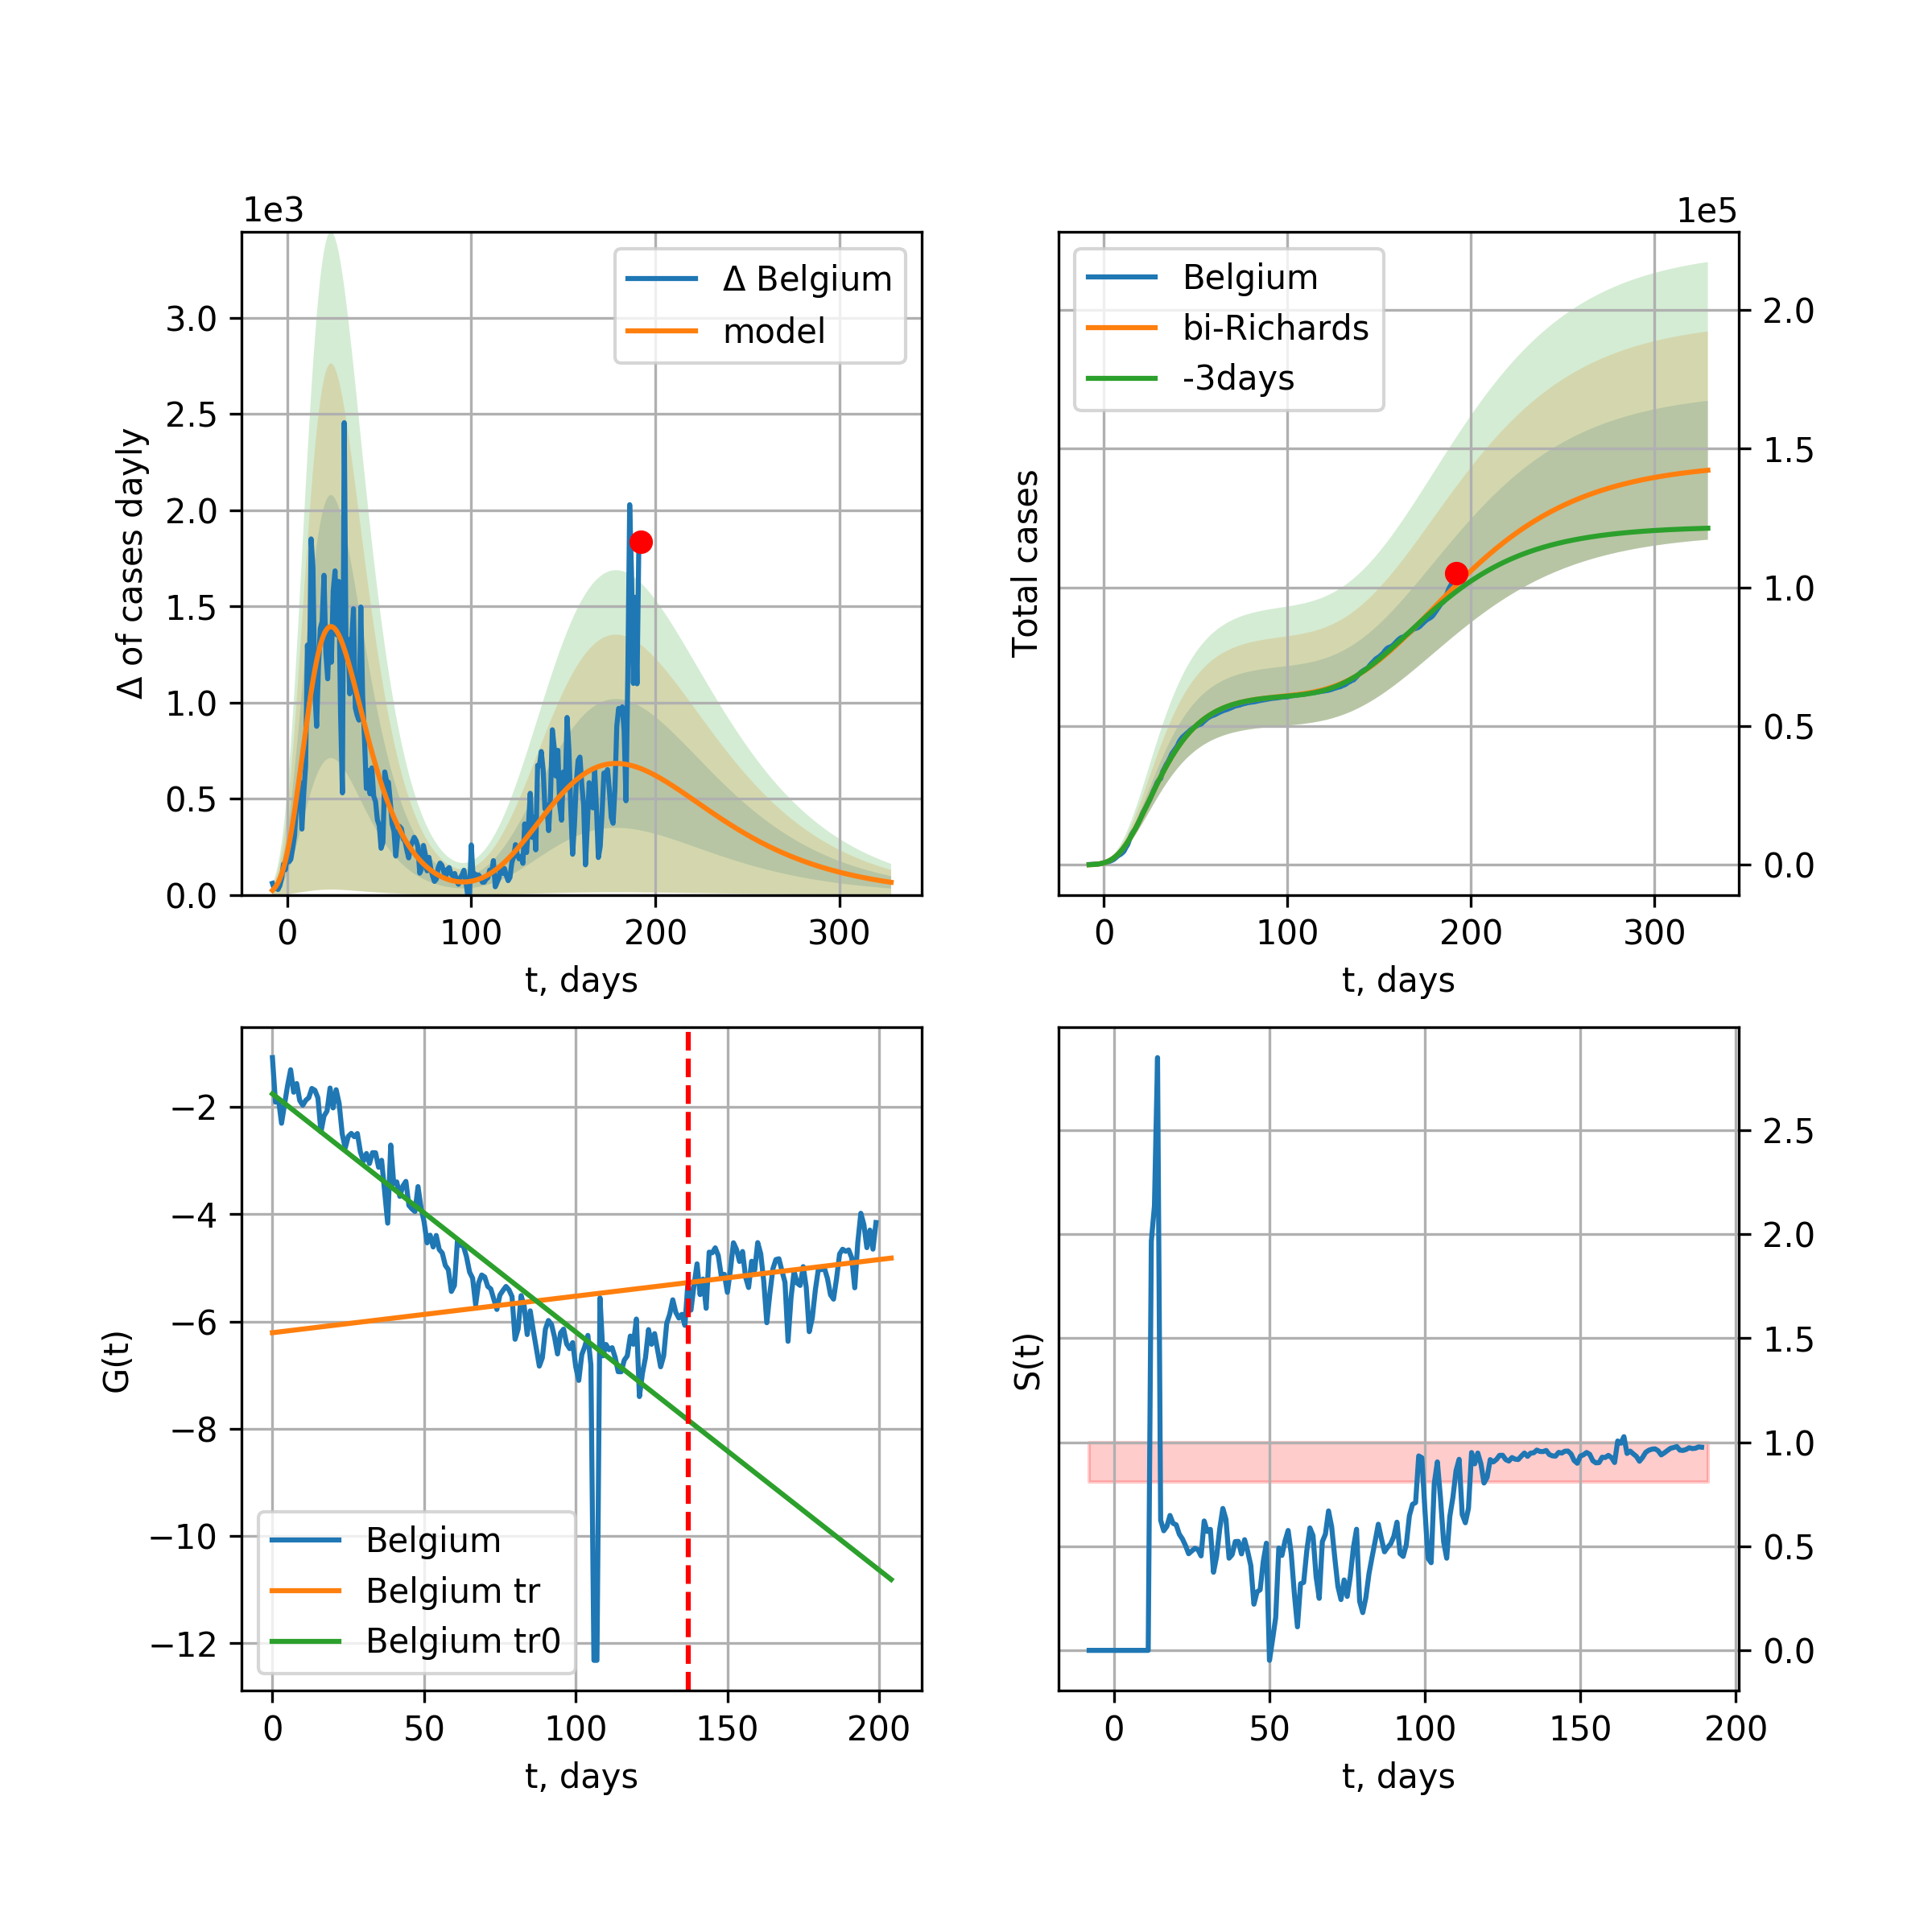 1e3
Δ of cases dayly
3.0
2.5
2.0
1.5
1.0
0.5
0.0
Δ Belgium
model
0 100 200 300
t, days
1e5
Total cases
Belgium
bi-Richards
-3days
2.0
1.5
1.0
0.5
0.0
0 100 200 300
t, days
G(t)
−2
−4
−6
−8
−10
−12
Belgium
Belgium tr
Belgium tr0
0 50 100 150 200
t, days
S(t)
2.5
2.0
1.5
1.0
0.5
0.0
0 50 100 150 200
t, days